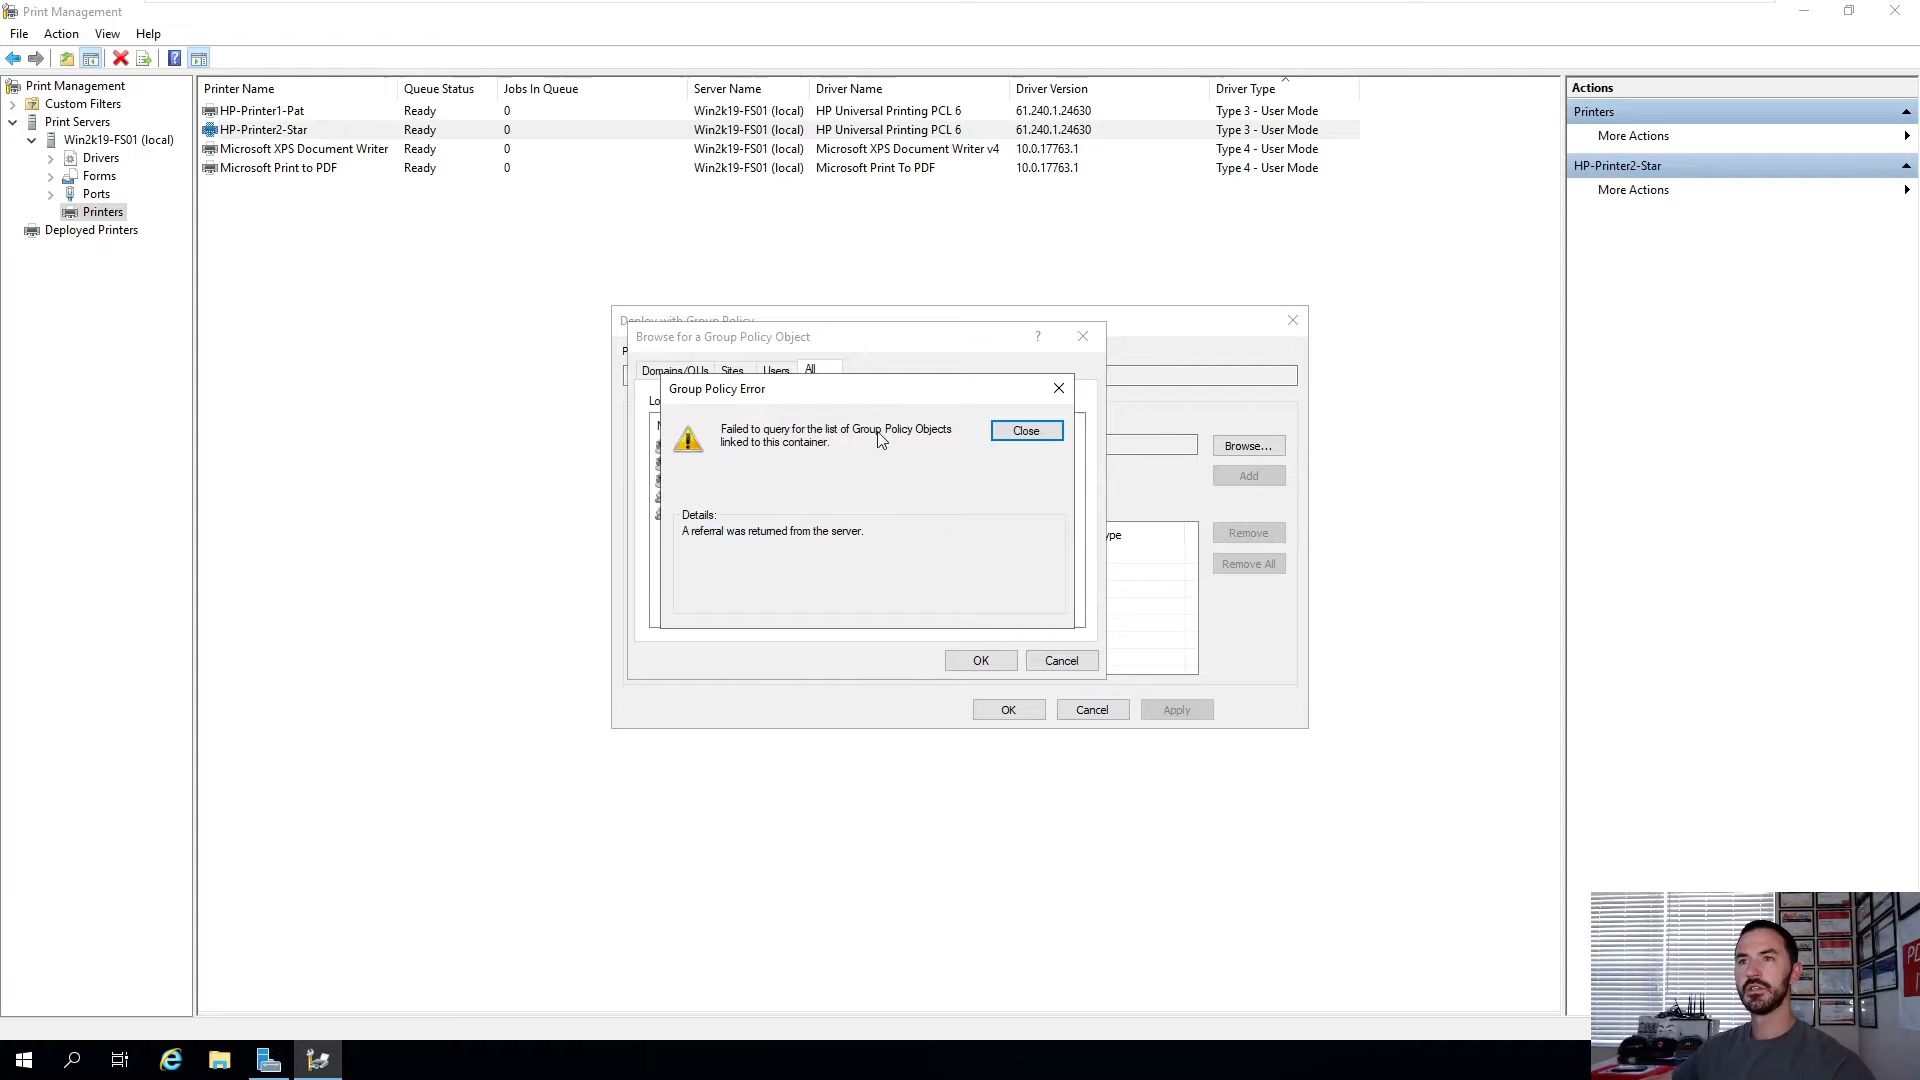 Print Management
File Action View Help
Print Management
Custom Filters
Print Servers
Win2k19-FS01 (local)
Drivers
Forms
Ports
Printers
Deployed Printers
Printer Name Queue Status Jobs In Queue Server Name Driver Name Driver Version Driver Type
HP-Printer1-Pat Ready 0 Win2k19-FS01 (local) HP Universal Printing PCL 6 61.240.1.24630 Type 3 - User Mode
HP-Printer2-Star Ready 0 Win2k19-FS01 (local) HP Universal Printing PCL 6 61.240.1.24630 Type 3 - User Mode
Microsoft XPS Document Writer Ready 0 Win2k19-FS01 (local) Microsoft XPS Document Writer v4 10.0.17763.1 Type 4 - User Mode
Microsoft Print to PDF Ready 0 Win2k19-FS01 (local) Microsoft Print To PDF 10.0.17763.1 Type 4 - User Mode
Deploy with Group Policy
Browse for a Group Policy Object
Domains/OUs Sites Users All
Lo
Group Policy Error
Failed to query for the list of Group Policy Objects
linked to this container.
Close
Details:
A referral was returned from the server.
OK Cancel
Browse...
Add
ype
Remove
Remove All
OK Cancel Apply
Actions
Printers
More Actions
HP-Printer2-Star
More Actions